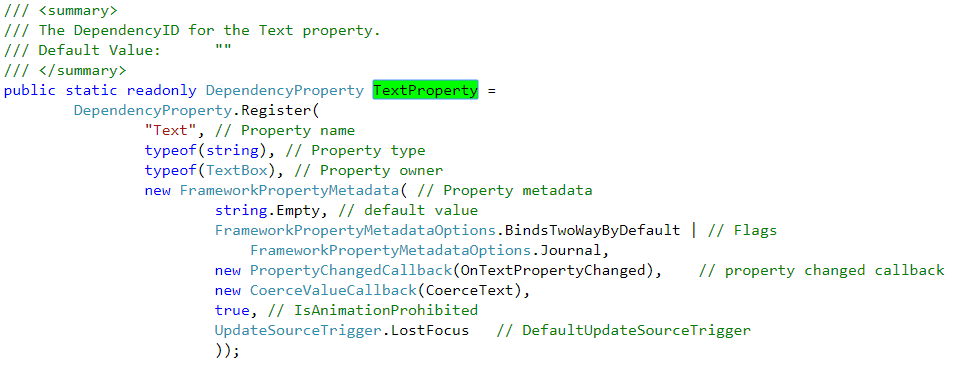 /// <summary>
/// The DependencyID for the Text property.
/// Default Value:      ""
/// </summary>
public static readonly DependencyProperty TextProperty =
        DependencyProperty.Register(
                "Text", // Property name
                typeof(string), // Property type
                typeof(TextBox), // Property owner
                new FrameworkPropertyMetadata( // Property metadata
                        string.Empty, // default value
                        FrameworkPropertyMetadataOptions.BindsTwoWayByDefault | // Flags
                            FrameworkPropertyMetadataOptions.Journal,
                        new PropertyChangedCallback(OnTextPropertyChanged),    // property changed callback
                        new CoerceValueCallback(CoerceText),
                        true, // IsAnimationProhibited
                        UpdateSourceTrigger.LostFocus   // DefaultUpdateSourceTrigger
                        ));